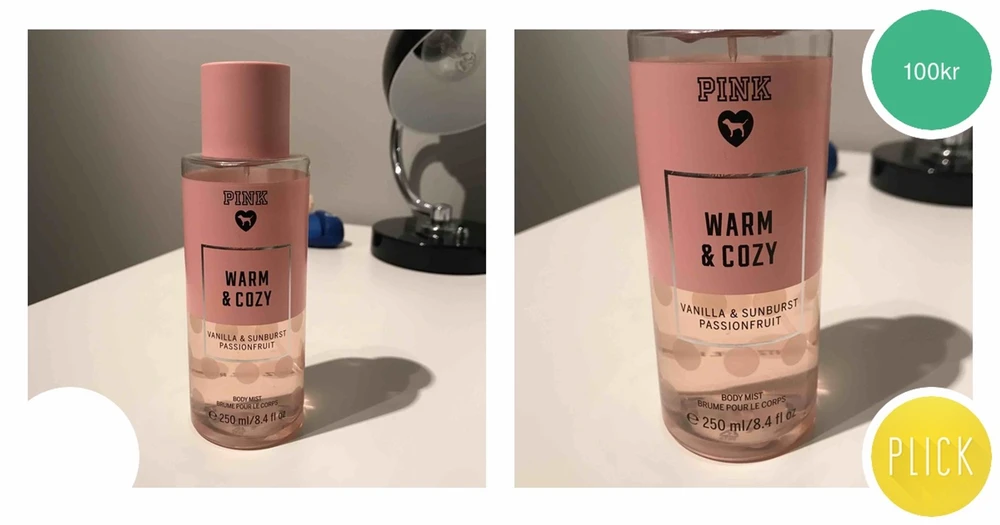 PINK
WARM
& COZY
VANILLA & SUNBURST
PASSIONFRUIT
BODY MIST
BRUME POUR LE CORPS
℮ 250 ml/8.4 fl oz
PINK
WARM
& COZY
VANILLA & SUNBURST
PASSIONFRUIT
BODY MIST
BRUME POUR LE CORPS
℮ 250 ml/8.4 fl oz
100kr
PLICK